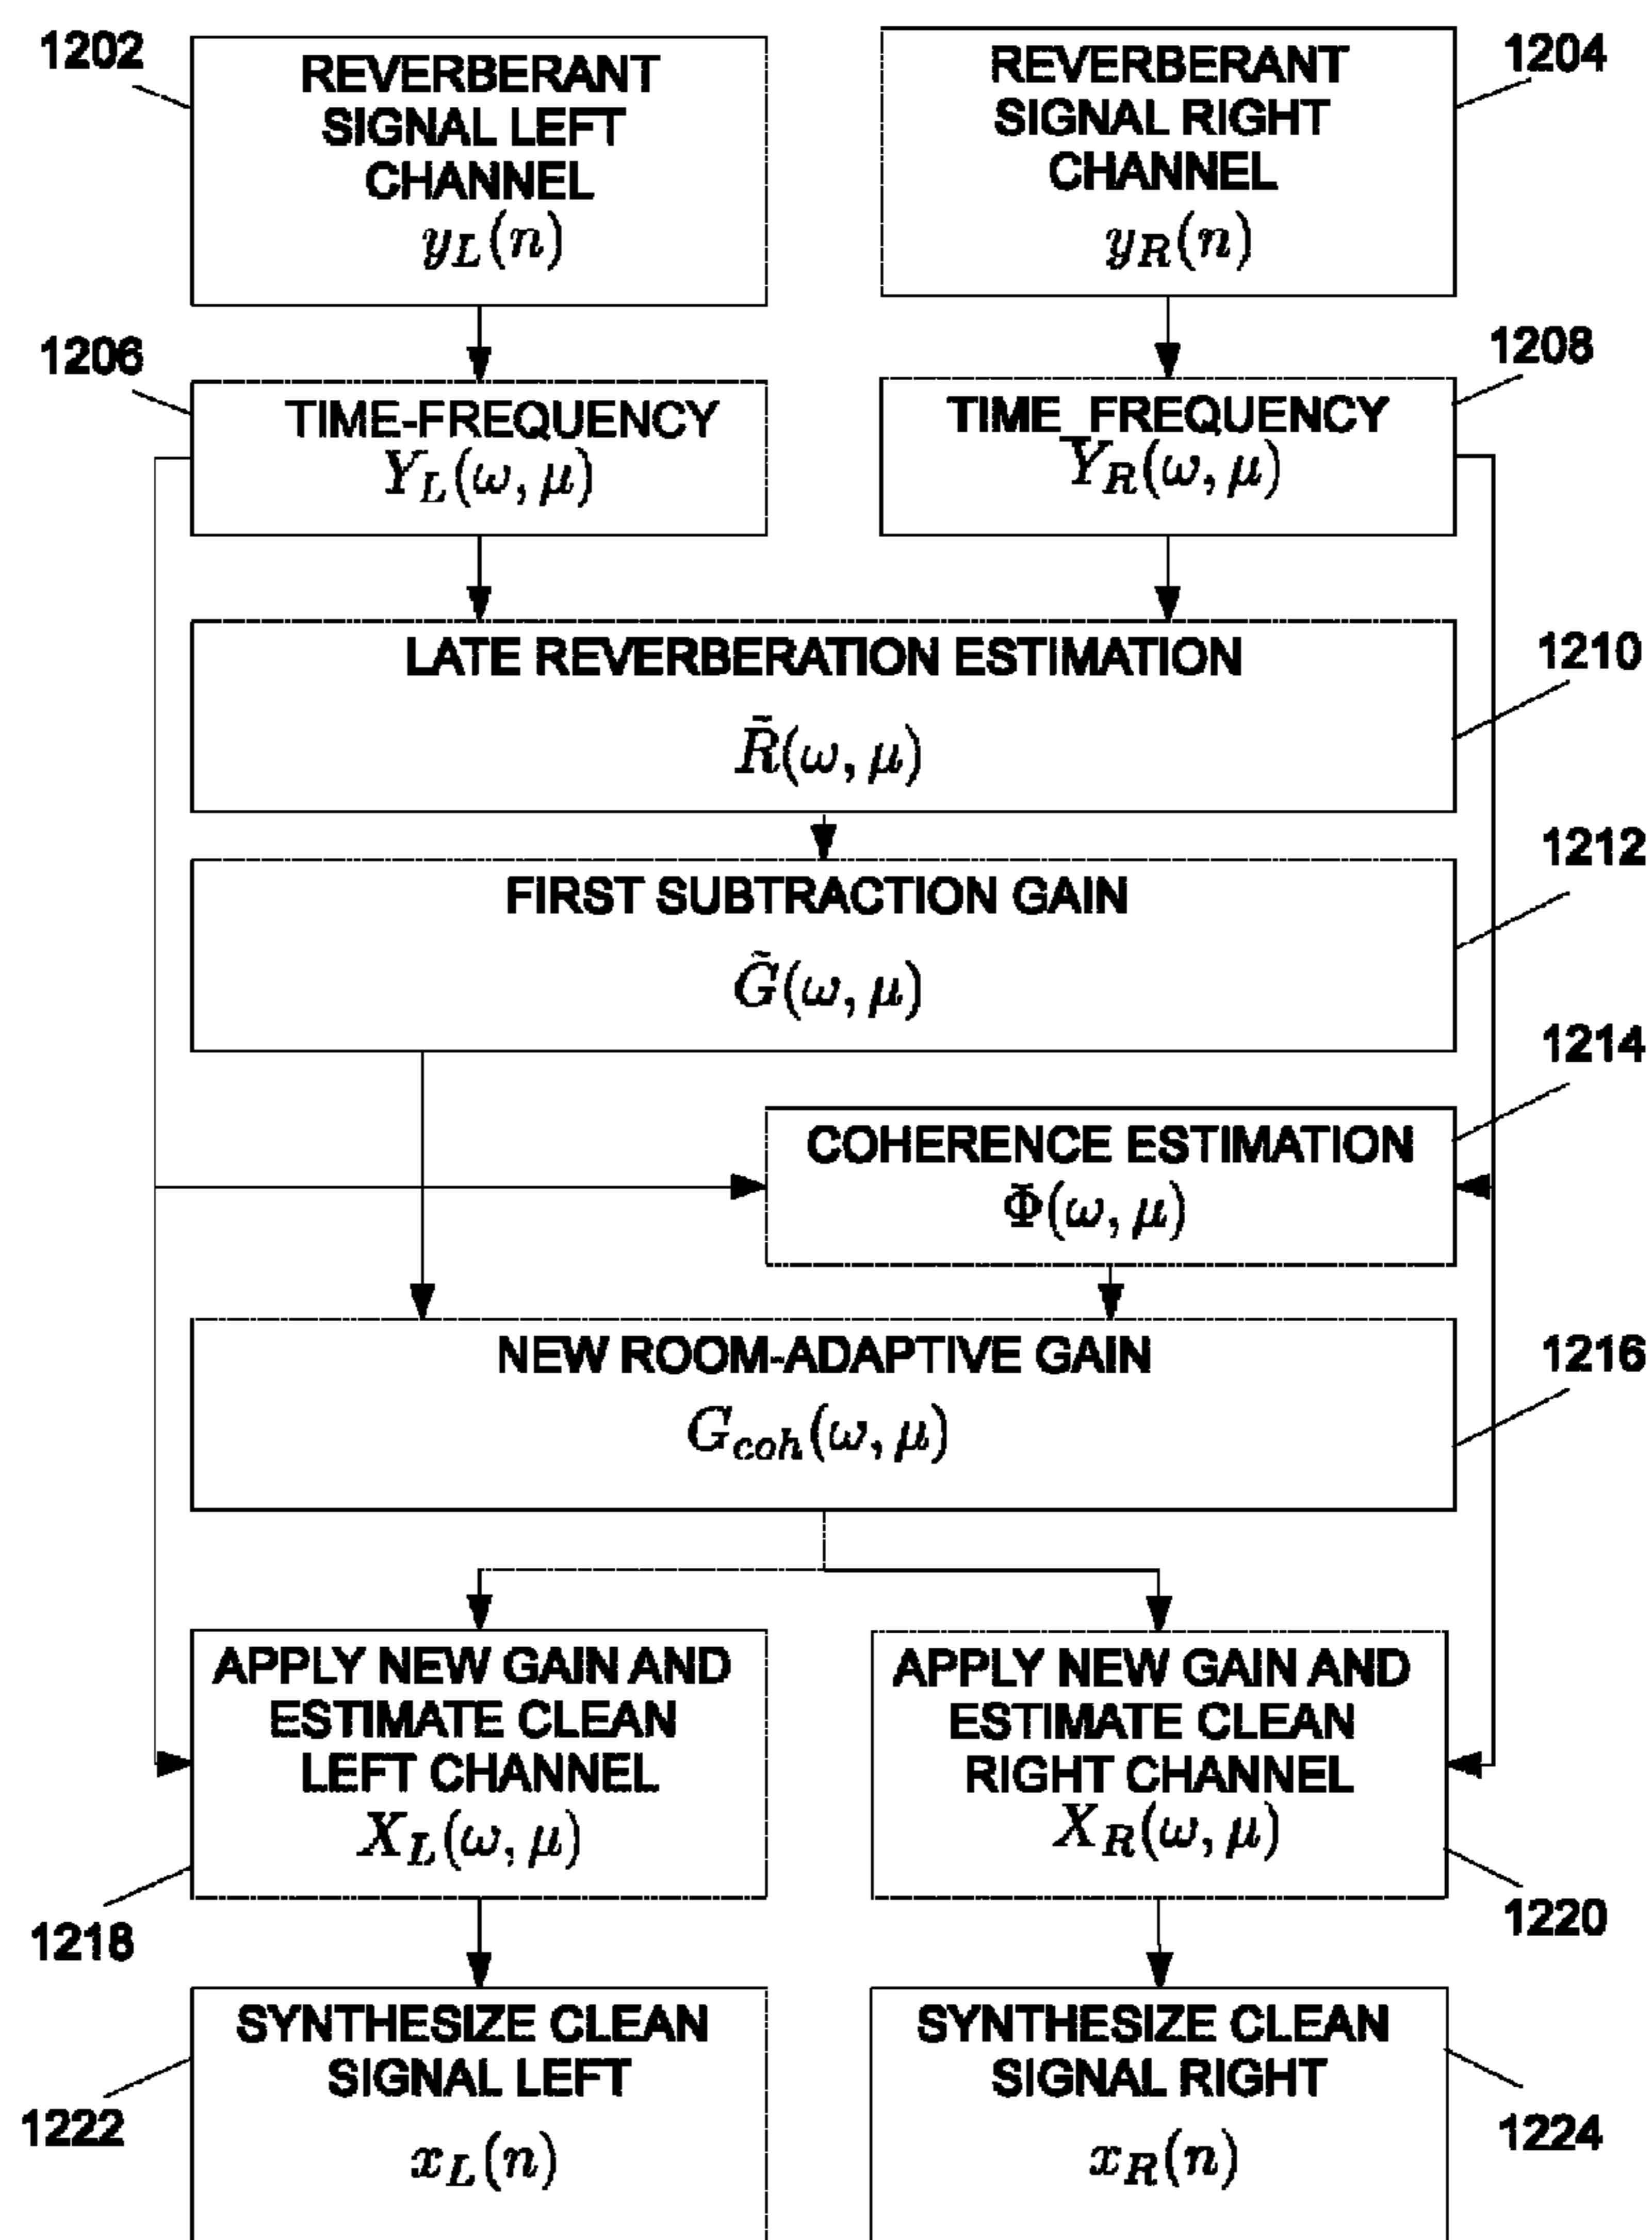 1202
REVERBERANT
SIGNAL LEFT
CHANNEL
y_L(n)
REVERBERANT
SIGNAL RIGHT
CHANNEL
y_R(n)
1204
1206
TIME-FREQUENCY
Y_L(ω, μ)
TIME FREQUENCY
Y_R(ω, μ)
1208
LATE REVERBERATION ESTIMATION
R̃(ω, μ)
1210
FIRST SUBTRACTION GAIN
G̃(ω, μ)
1212
COHERENCE ESTIMATION
Φ(ω, μ)
1214
NEW ROOM-ADAPTIVE GAIN
G_coh(ω, μ)
1216
APPLY NEW GAIN AND
ESTIMATE CLEAN
LEFT CHANNEL
X_L(ω, μ)
1218
APPLY NEW GAIN AND
ESTIMATE CLEAN
RIGHT CHANNEL
X_R(ω, μ)
1220
SYNTHESIZE CLEAN
SIGNAL LEFT
x_L(n)
1222
SYNTHESIZE CLEAN
SIGNAL RIGHT
x_R(n)
1224